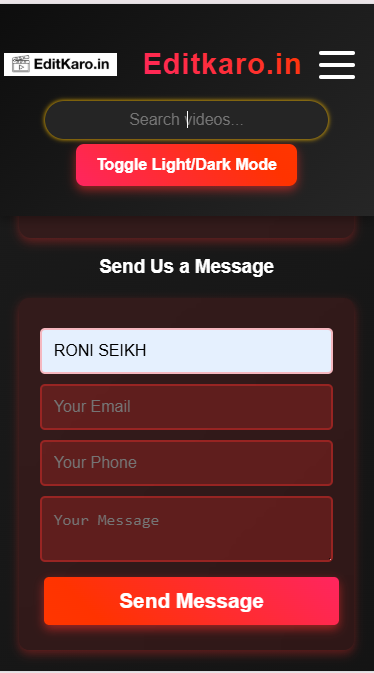 EditKaro.in
Editkaro.in
Search videos...
Toggle Light/Dark Mode
Send Us a Message
RONI SEIKH
Your Email
Your Phone
Your Message
Send Message